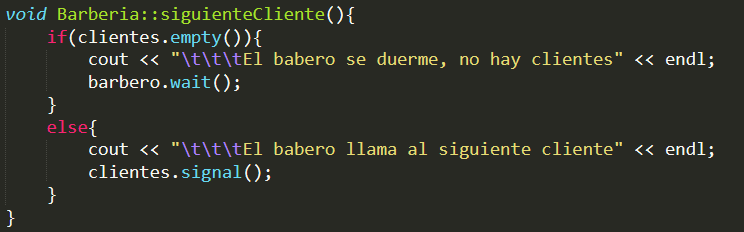 void Barberia::siguienteCliente(){
    if(clientes.empty()){
        cout << "\t\t\tEl babero se duerme, no hay clientes" << endl;
        barbero.wait();
    }
    else{
        cout << "\t\t\tEl babero llama al siguiente cliente" << endl;
        clientes.signal();
    }
}